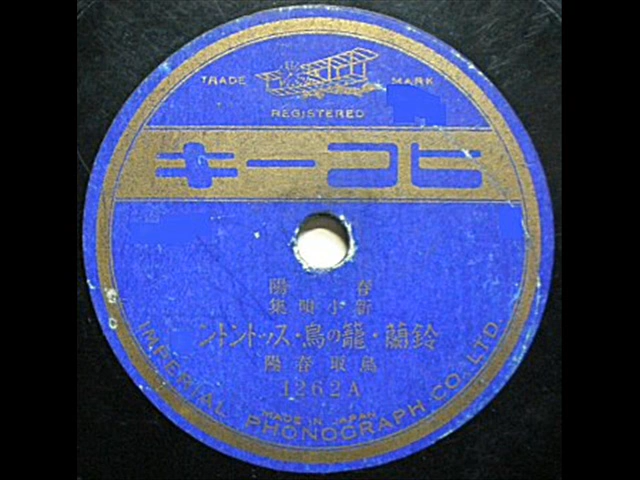 TRADE MARK
REGISTERED
ヒコーキ
春陽
新小唄集
鈴蘭・籠の鳥・スットントン
鳥取春陽
1262A
MADE IN JAPAN
IMPERIAL PHONOGRAPH CO. LTD.